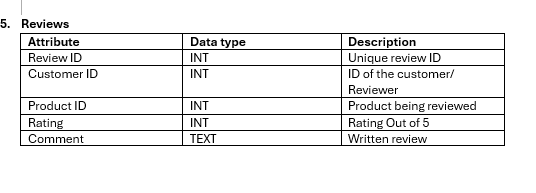 5. Reviews
Attribute Data type Description
Review ID INT Unique review ID
Customer ID INT ID of the customer/
Reviewer
Product ID INT Product being reviewed
Rating INT Rating Out of 5
Comment TEXT Written review